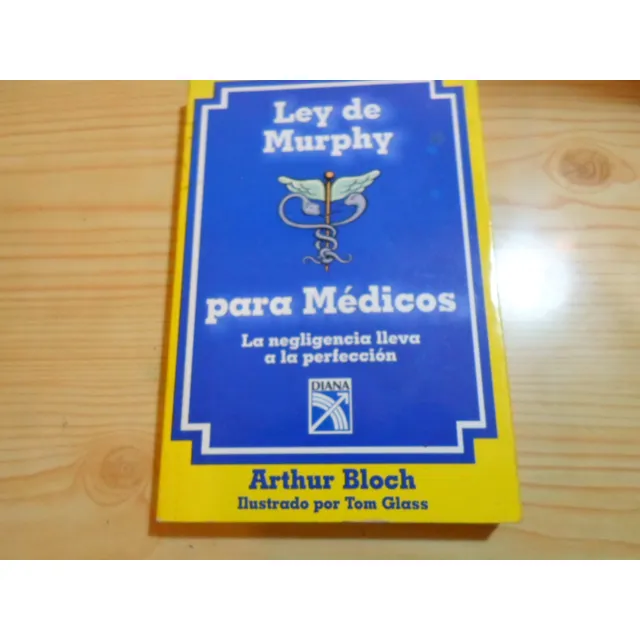 Ley de
Murphy
para Médicos
La negligencia lleva
a la perfección
DIANA
Arthur Bloch
Ilustrado por Tom Glass